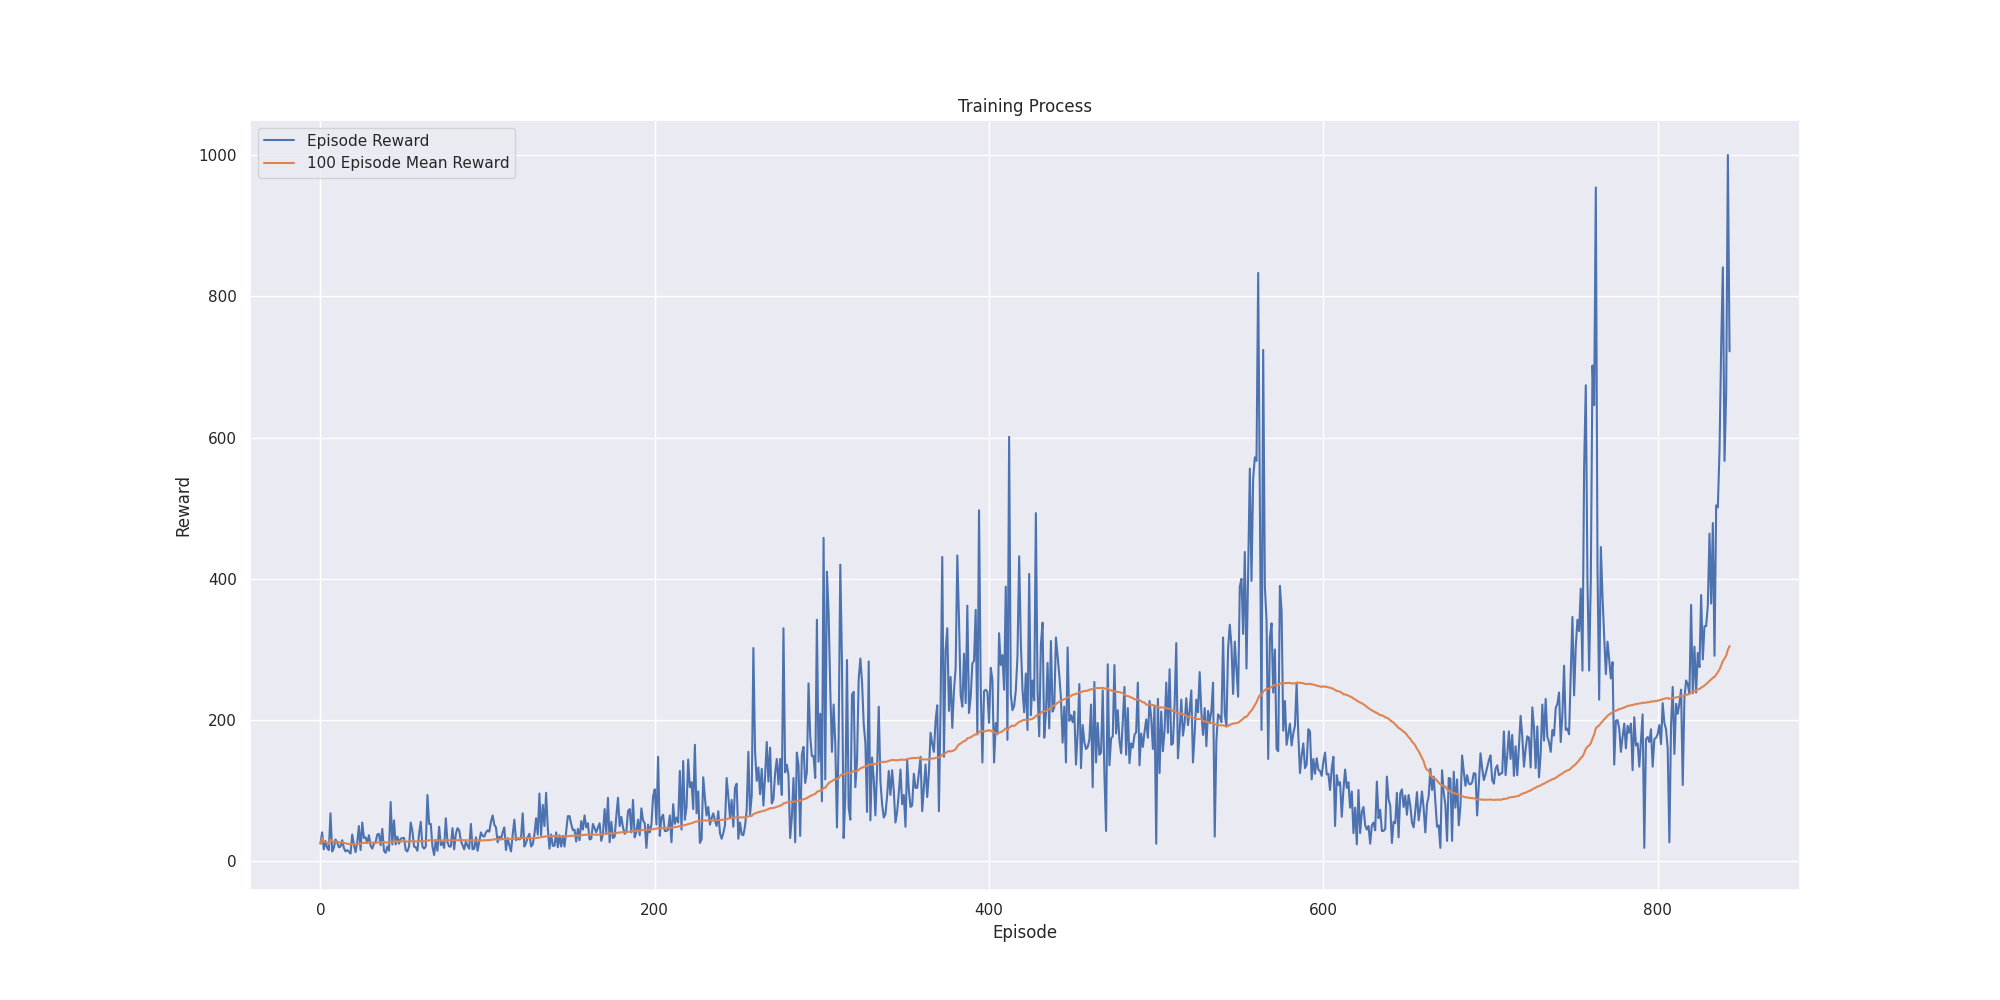 Training Process
Episode Reward
100 Episode Mean Reward
1000
800
600
400
200
0
Reward
0 200 400 600 800
Episode